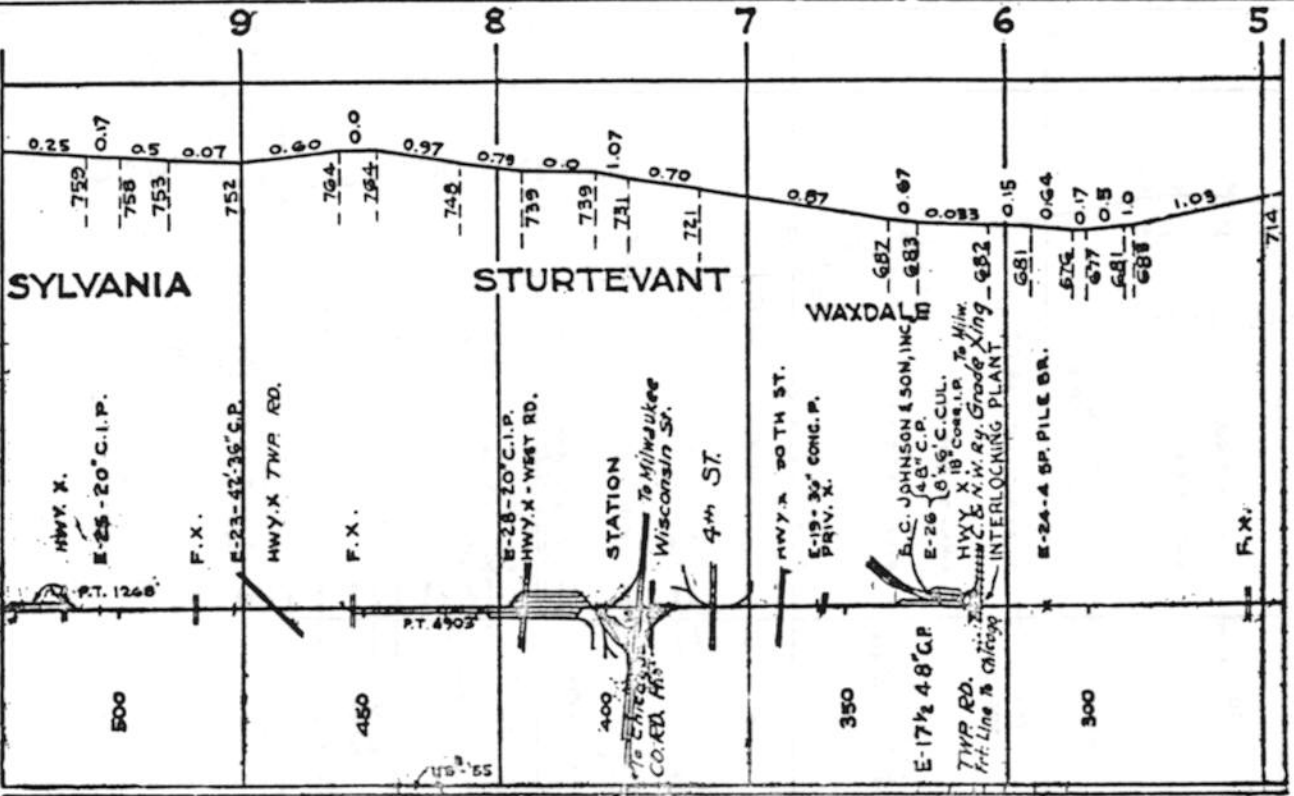 9
8
7
6
5
0.25
0.17
0.5
0.07
0.60
0.0
0.97
0.79
0.0
1.07
0.70
0.87
0.67
0.033
0.15
0.64
0.17
0.5
1.0
1.03
759
758
753
752
764
764
748
739
739
731
721
687
683
682
681
676
677
681
714
SYLVANIA
STURTEVANT
WAXDALE
HWY. X.
E-25-20" C.I.P.
F.X.
E-23-42'-36" C.P.
HWY. X TWP. RD.
F.X.
E-28-20" C.I.P.
HWY. X-WEST RD.
STATION
To Milwaukee
Wisconsin St.
4th ST.
HWY. X 90TH ST.
E-19-36" CONC. P.
PRIV. X.
S.C. JOHNSON & SON, INC.
E-26
48" C.P.
8'x6' C. CUL.
18" CORR. I.P.
HWY X.
To Milw.
C & N.W. Ry. Grade Xing
INTERLOCKING PLANT
E-24-4 SP. PILE BR.
F.X.
P.T. 1268'
P.T. 4903'
500
450
400
350
300
To Chicago
CO. RD.
E-17½ 48" C.P.
TWP. RD.
Frt. Line To Chicago